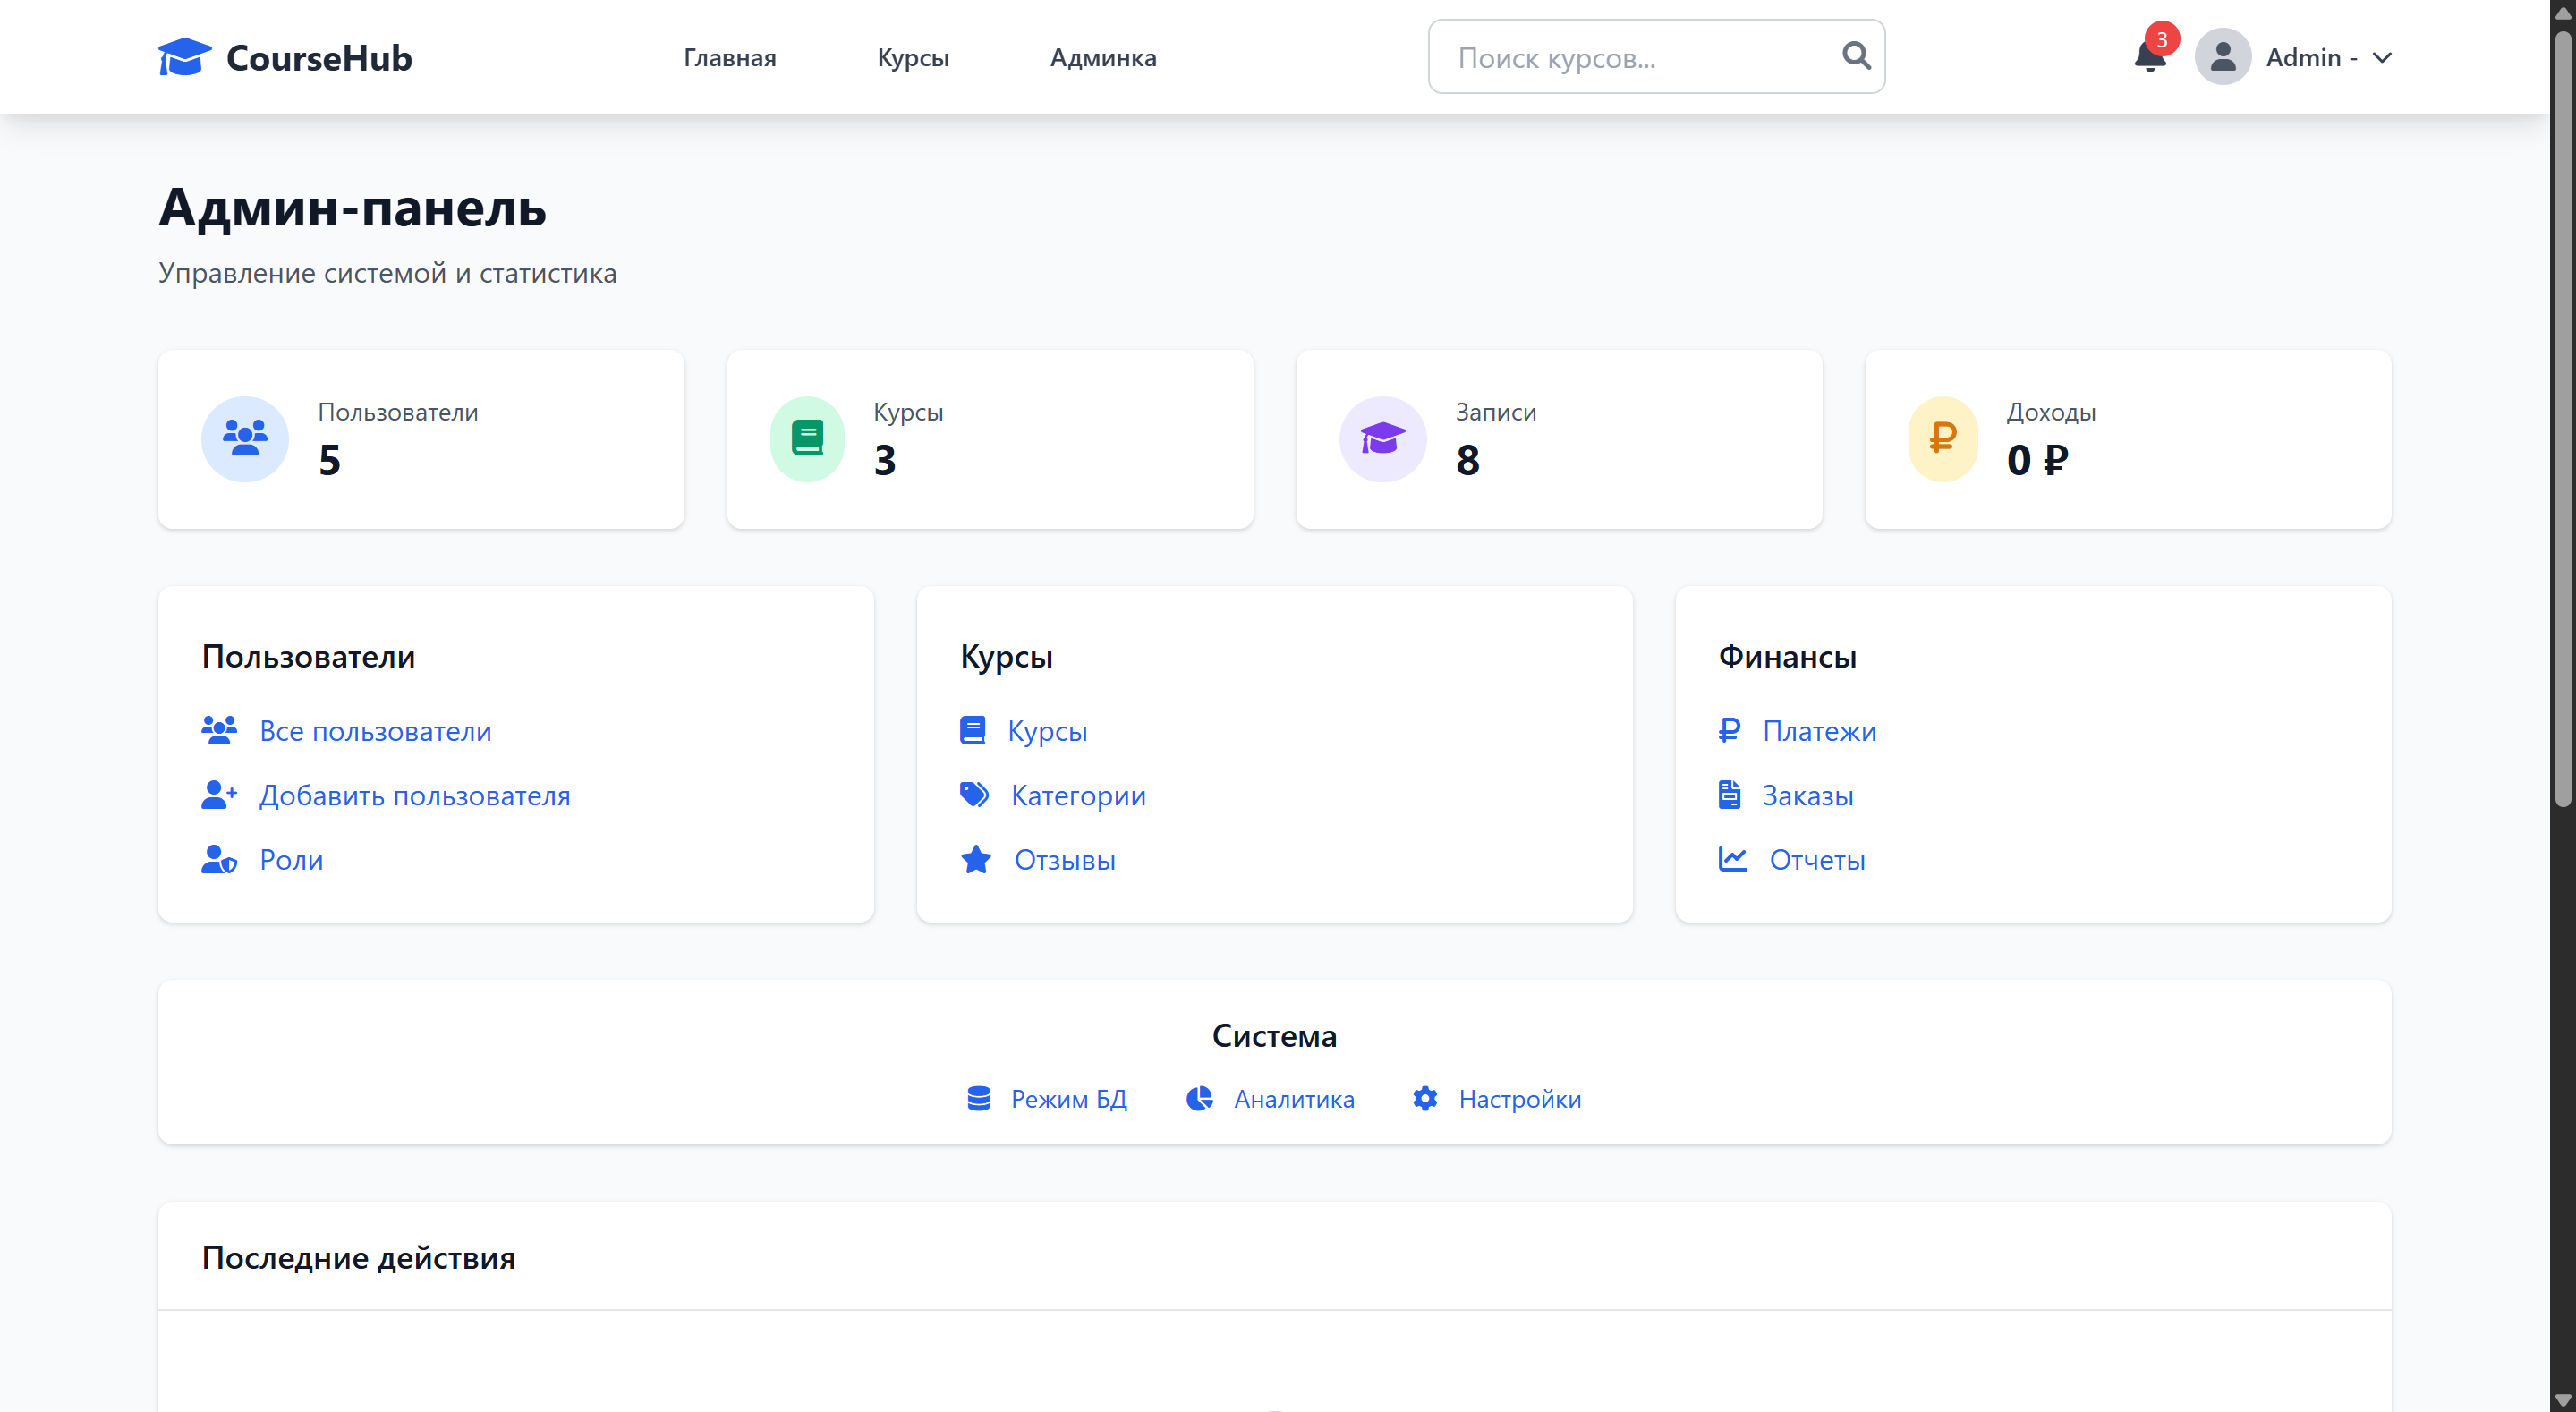 CourseHub
Главная
Курсы
Админка
Поиск курсов...
3
Admin -
Админ-панель
Управление системой и статистика
Пользователи
5
Курсы
3
Записи
8
Доходы
0 ₽
Пользователи
Все пользователи
Добавить пользователя
Роли
Курсы
Курсы
Категории
Отзывы
Финансы
Платежи
Заказы
Отчеты
Система
Режим БД
Аналитика
Настройки
Последние действия